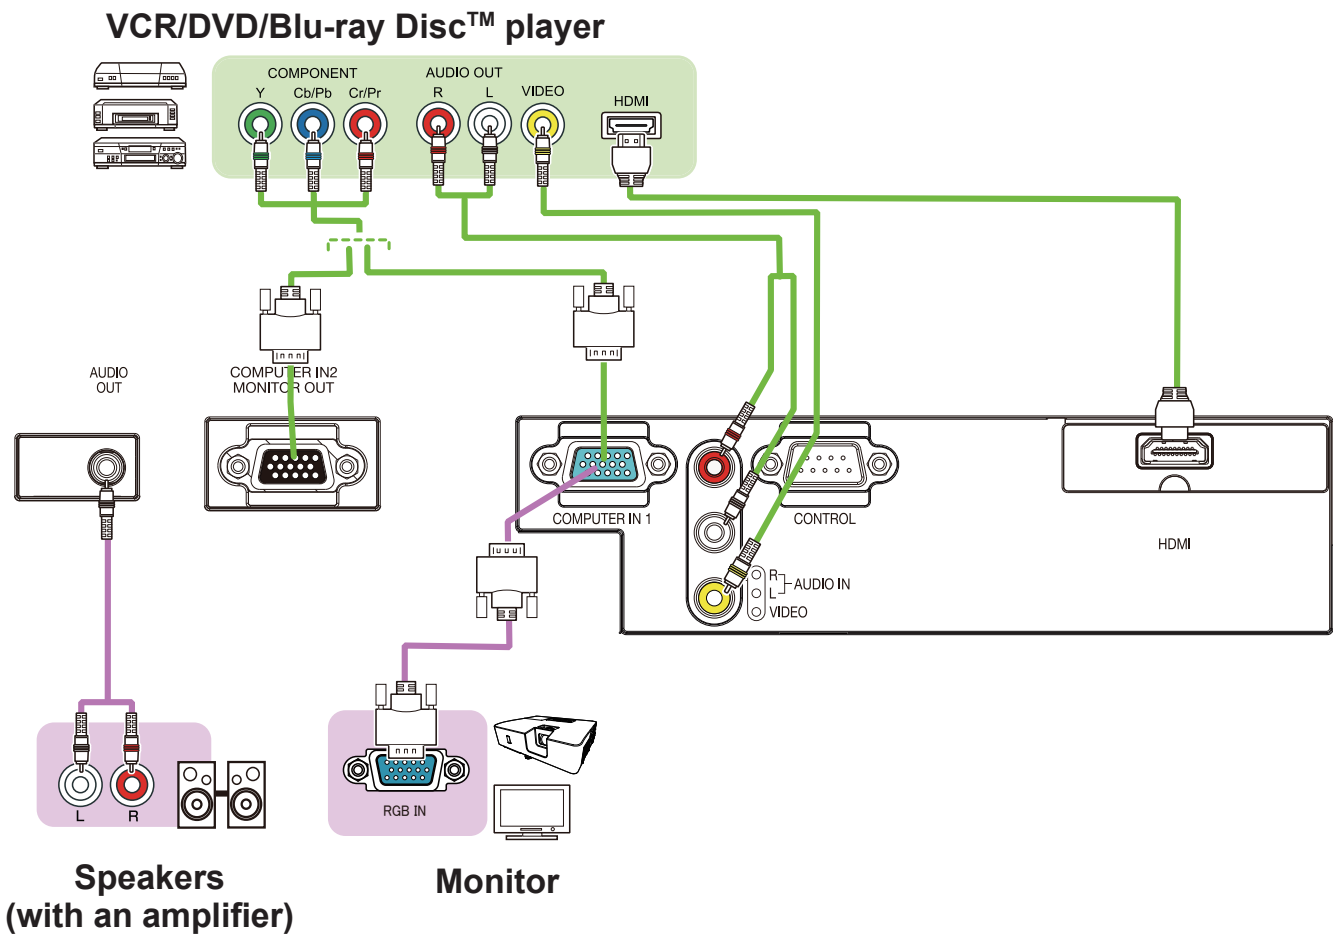 VCR/DVD/Blu-ray Disc™ player
COMPONENT
Y Cb/Pb Cr/Pr
AUDIO OUT
R L
VIDEO
HDMI
AUDIO
OUT
COMPUTER IN2
MONITOR OUT
COMPUTER IN 1
CONTROL
HDMI
R
L
AUDIO IN
VIDEO
L R
RGB IN
Speakers
(with an amplifier)
Monitor